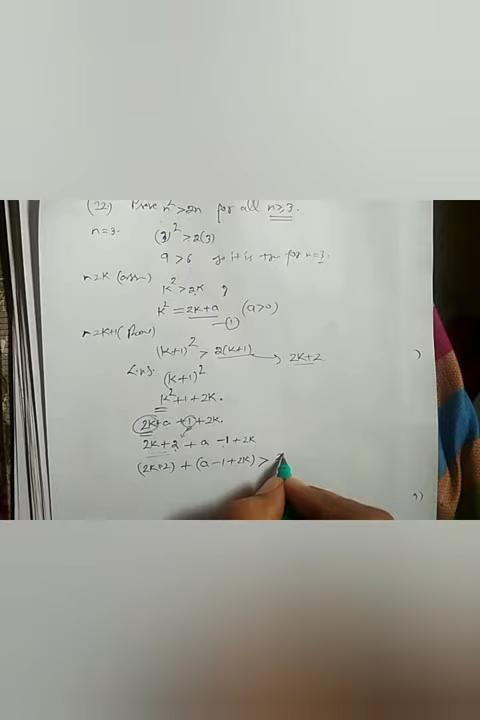 (12) Prove n² > 2n for all n ≥ 3.
n=3. (3)² > 2(3)
9 > 6 so it is true for n=3.
n=k (assum) k² > 2k
k² = 2k+a (a>0) —①
n=k+1 (Prove)
(k+1)² > 2(k+1) → 2k+2
L.H.S. (k+1)²
k²+1+2k.
2k+a+1+2k.
2k+2+a-1+2k
(2k+2)+(a-1+2k) >